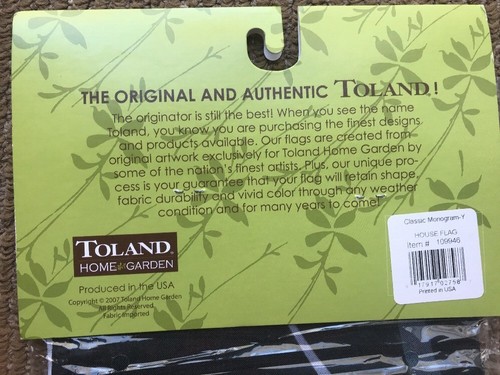 THE ORIGINAL AND AUTHENTIC TOLAND!
The originator is still the best! When you see the name
Toland, you know you are purchasing the finest designs
and products available. Our flags are created from
original artwork exclusively for Toland Home Garden by
some of the nation's finest artists. Plus, our unique pro-
cess is your guarantee that your flag will retain shape,
fabric durability and vivid color through any weather
condition and for many years to come!
TOLAND
HOME GARDEN
Produced in the USA
Copyright © 2007 Toland Home Garden
All Rights Reserved.
Fabric Imported
Classic Monogram-Y
HOUSE FLAG
Item # 109946
17917 02758
Printed in USA